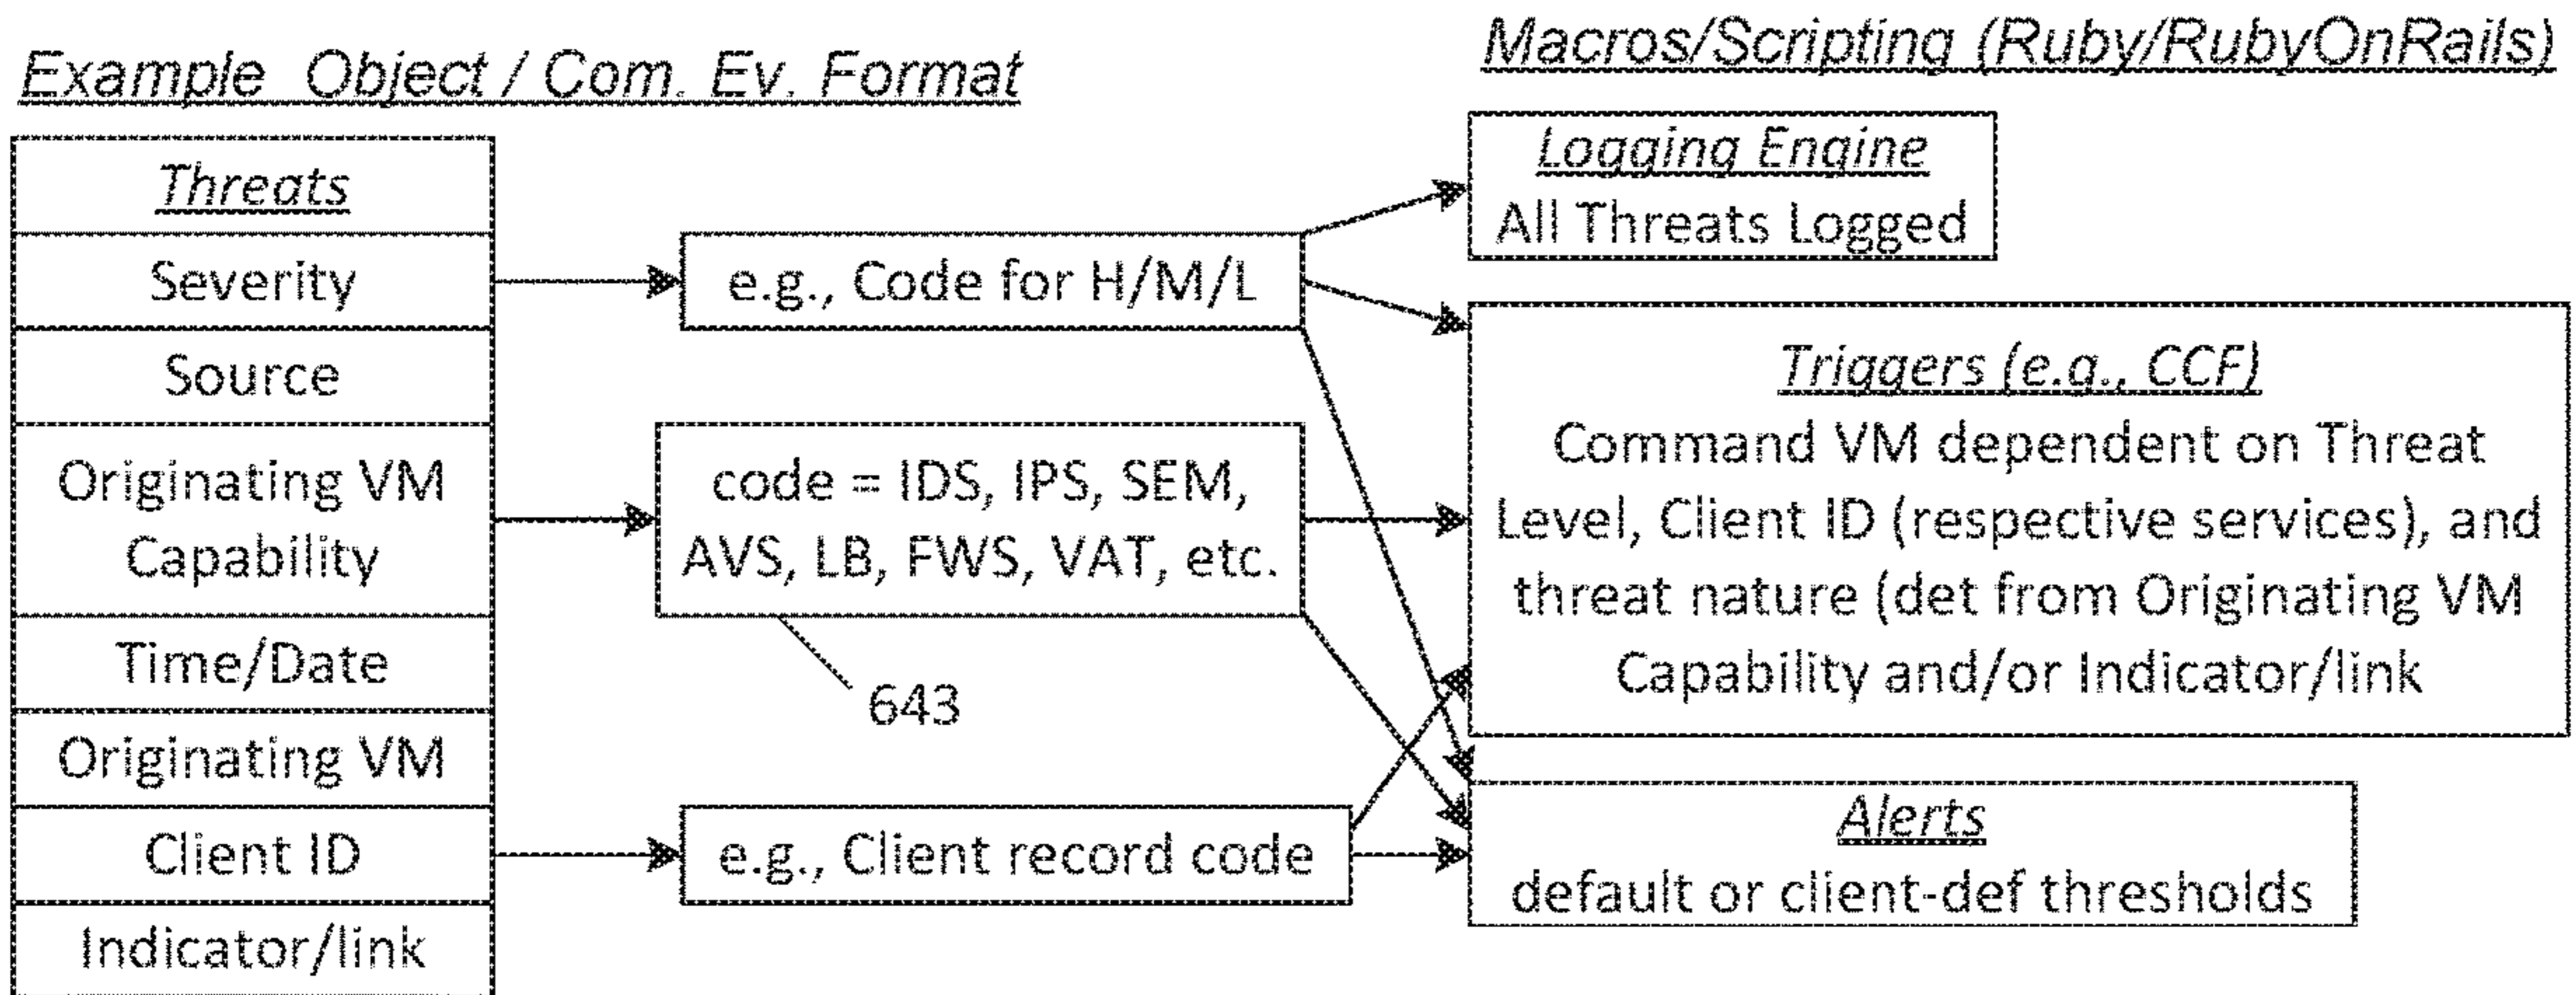 Example Object / Com. Ev. Format
Threats
Severity
Source
Originating VM
Capability
Time/Date
Originating VM
Client ID
Indicator/link
e.g., Code for H/M/L
code = IDS, IPS, SEM,
AVS, LB, FWS, VAT, etc.
643
e.g., Client record code
Macros/Scripting (Ruby/RubyOnRails)
Logging Engine
All Threats Logged
Triggers (e.g., CCF)
Command VM dependent on Threat
Level, Client ID (respective services), and
threat nature (det from Originating VM
Capability and/or Indicator/link
Alerts
default or client-def thresholds